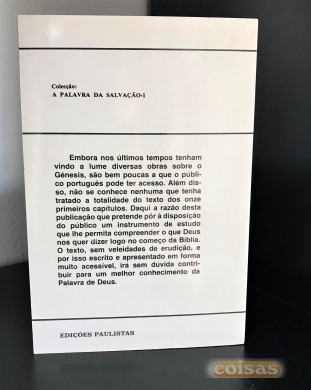 Colecção:
A PALAVRA DA SALVAÇÃO-1
Embora nos últimos tempos tenham
vindo a lume diversas obras sobre o
Génesis, são bem poucas a que o públi-
co português pode ter acesso. Além dis-
so, não se conhece nenhuma que tenha
tratado a totalidade do texto dos onze
primeiros capítulos. Daqui a razão desta
publicação que pretende pôr à disposição
do público um instrumento de estudo
que lhe permita compreender o que Deus
nos quer dizer logo no começo da Bíblia.
O texto, sem veleidades de erudição, e
por isso escrito e apresentado em forma
muito acessível, irá sem dúvida contri-
buir para um melhor conhecimento da
Palavra de Deus.
EDIÇÕES PAULISTAS
coisas